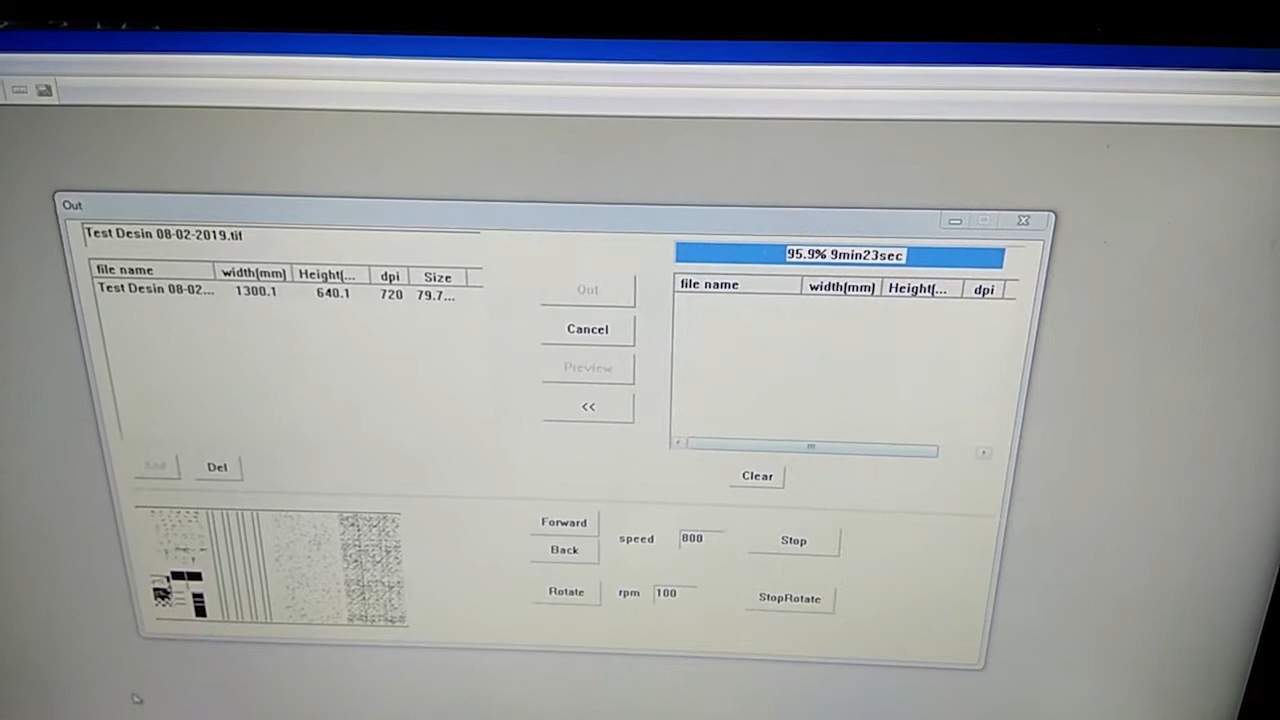 Out
Test Desin 08-02-2019.tif
95.9% 9min23sec
file name width(mm) Height(... dpi Size
Test Desin 08-02... 1300.1 640.1 720 79.7...
Out
Cancel
Preview
<<
file name width(mm) Height(... dpi
Add Del
Clear
Forward
Back
speed 800 Stop
Rotate rpm 100 StopRotate